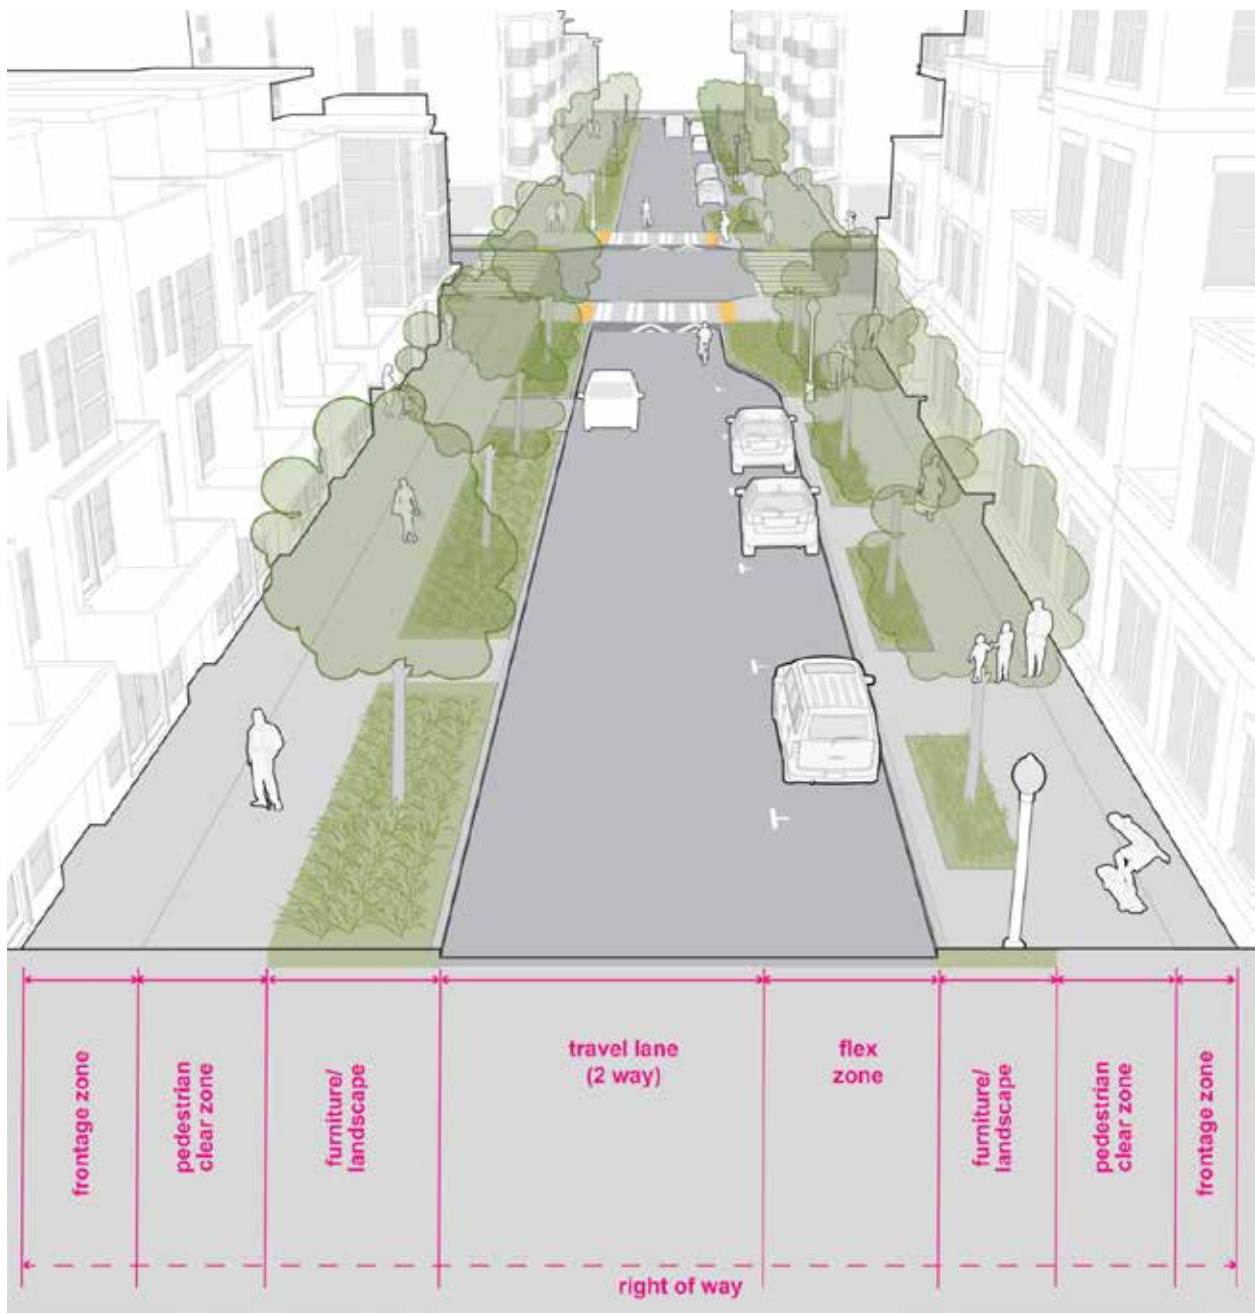 frontage zone
pedestrian
clear zone
furniture/
landscape
travel lane
(2 way)
flex
zone
furniture/
landscape
pedestrian
clear zone
frontage zone
right of way